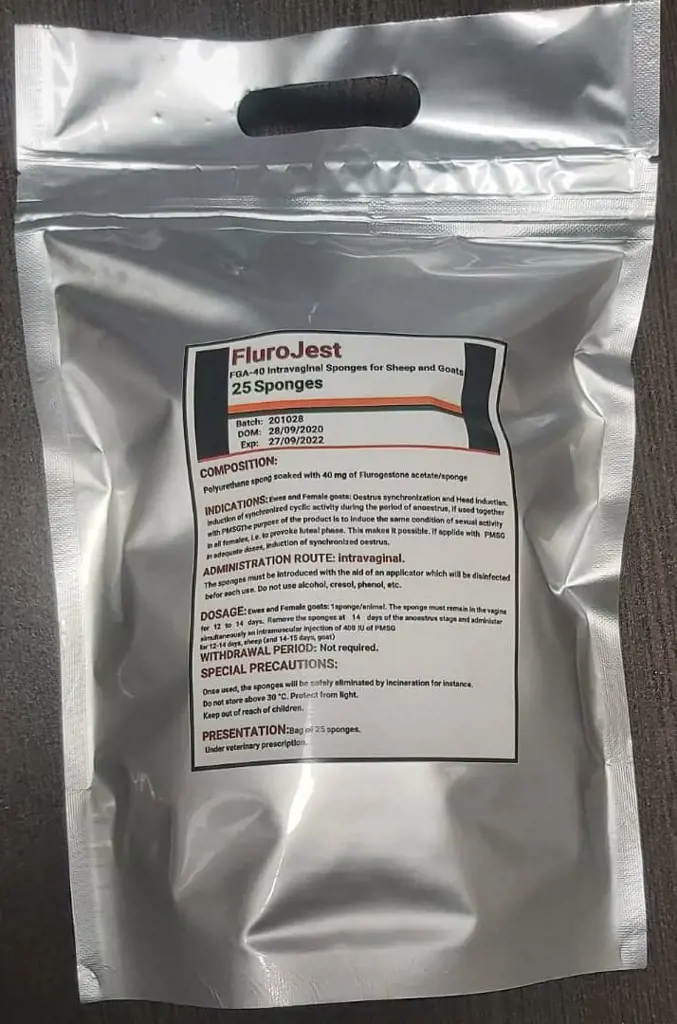 FluroJest
FGA-40 Intravaginal Sponges for Sheep and Goats
25 Sponges
Batch: 201028
DOM: 28/09/2020
Exp: 27/09/2022
COMPOSITION:
Polyurethane spong soaked with 40 mg of Flurogestone acetate/sponge
INDICATIONS: Ewes and Female goats: Oestrus synchronization and Head Induction.
Induction of synchronized cyclic activity during the period of anoestrus, if used together
with PMSGThe purpose of the product is to induce the same condition of sexual activity
in all females, i.e. to provoke luteal phase. This makes it possible, if applide with PMSG
in adequate doses, induction of synchronized oestrus.
ADMINISTRATION ROUTE: intravaginal.
The sponges must be introduced with the aid of an applicator which will be disinfected
befor each use. Do not use alcohol, cresol, phenol, etc.
DOSAGE: Ewes and Female goats: 1sponge/animal. The sponge must remain in the vagine
for 12 to 14 days. Remove the sponges at 14 days of the anoestrus stage and administer
simultaneously an intramuscular injection of 400 IU of PMSG
for 12-14 days, sheep (and 14-15 days, goat)
WITHDRAWAL PERIOD: Not required.
SPECIAL PRECAUTIONS:
Once used, the sponges will be safely eliminated by incineration for instance.
Do not store above 30 °C. Protect from light.
Keep out of reach of children.
PRESENTATION:Bag of 25 sponges.
Under veterinary prescription.